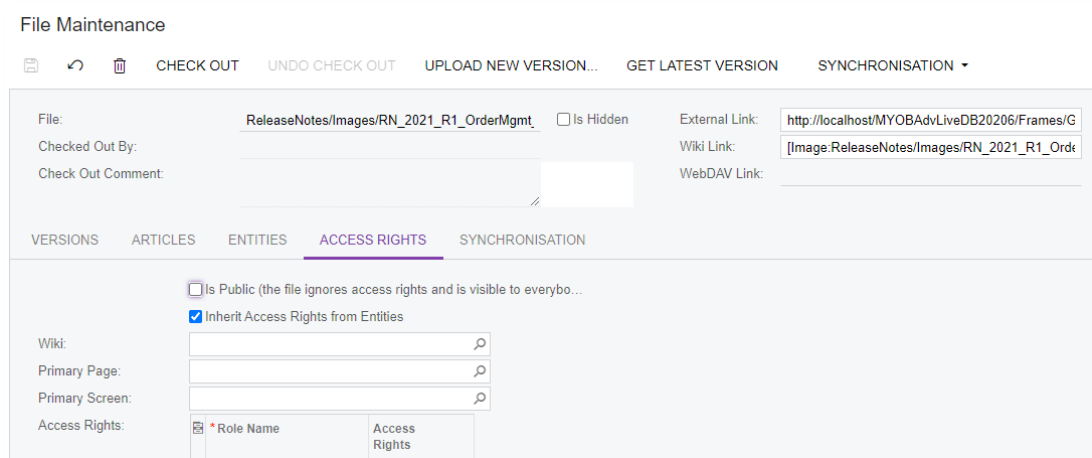 File Maintenance
CHECK OUT UNDO CHECK OUT UPLOAD NEW VERSION... GET LATEST VERSION SYNCHRONISATION
File: ReleaseNotes/Images/RN_2021_R1_OrderMgmt_ Is Hidden External Link: http://localhost/MYOBAdvLiveDB20206/Frames/G
Checked Out By: Wiki Link: [Image:ReleaseNotes/Images/RN_2021_R1_Orde
Check Out Comment: WebDAV Link:
VERSIONS ARTICLES ENTITIES ACCESS RIGHTS SYNCHRONISATION
Is Public (the file ignores access rights and is visible to everybo...
Inherit Access Rights from Entities
Wiki:
Primary Page:
Primary Screen:
Access Rights: * Role Name Access
Rights